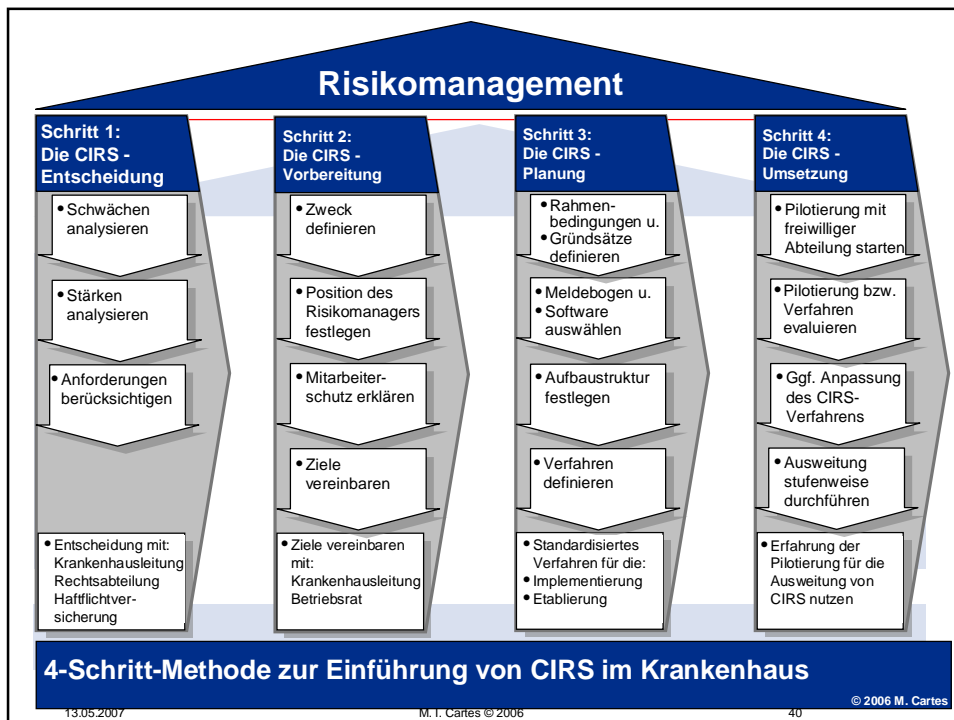 Risikomanagement
Schritt 1:
Die CIRS -
Entscheidung
• Schwächen
analysieren
• Stärken
analysieren
• Anforderungen
berücksichtigen
• Entscheidung mit:
Krankenhausleitung
Rechtsabteilung
Haftlichtver-
sicherung
Schritt 2:
Die CIRS -
Vorbereitung
• Zweck
definieren
• Position des
Risikomanagers
festlegen
• Mitarbeiter-
schutz erklären
• Ziele
vereinbaren
• Ziele vereinbaren
mit:
Krankenhausleitung
Betriebsrat
Schritt 3:
Die CIRS -
Planung
• Rahmen-
bedingungen u.
• Gründsätze
definieren
• Meldebogen u.
• Software
auswählen
• Aufbaustruktur
festlegen
• Verfahren
definieren
• Standardisiertes
Verfahren für die:
• Implementierung
• Etablierung
Schritt 4:
Die CIRS -
Umsetzung
• Pilotierung mit
freiwilliger
Abteilung starten
• Pilotierung bzw.
Verfahren
evaluieren
• Ggf. Anpassung
des CIRS-
Verfahrens
• Ausweitung
stufenweise
durchführen
• Erfahrung der
Pilotierung für die
Ausweitung von
CIRS nutzen
4-Schritt-Methode zur Einführung von CIRS im Krankenhaus
© 2006 M. Cartes
13.05.2007 M. I. Cartes © 2006 40